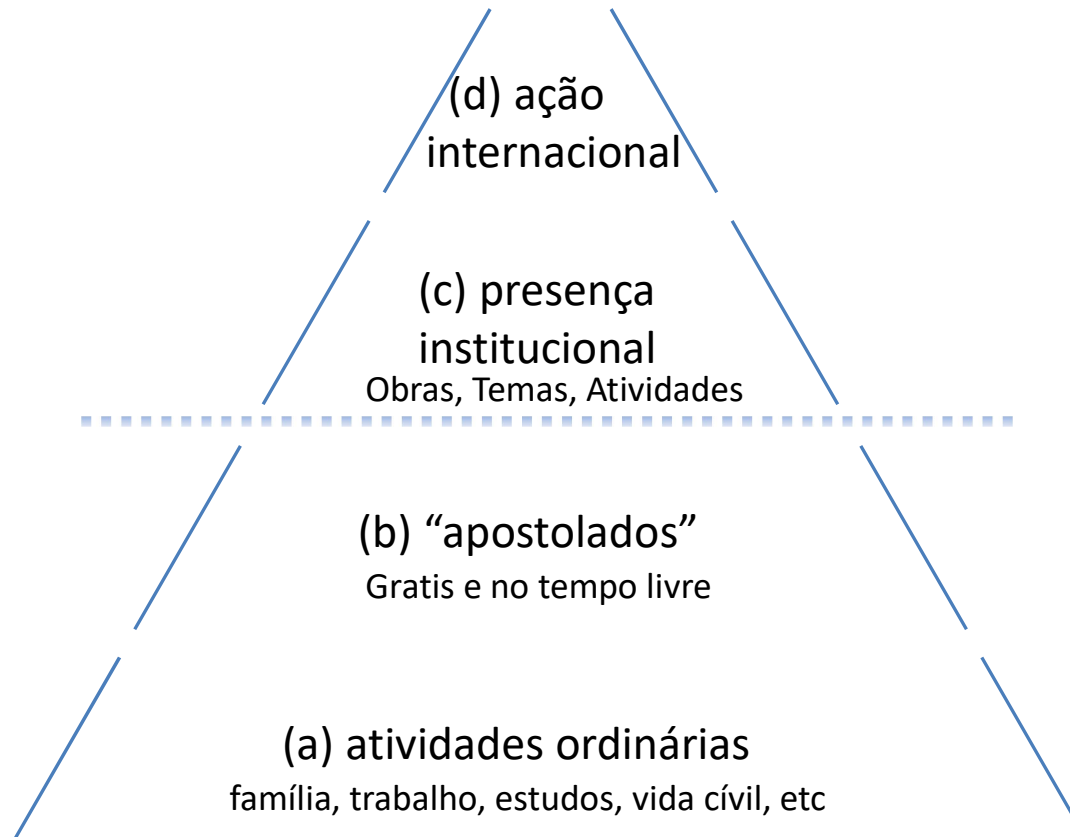 (d) ação
internacional
(c) presença
institucional
Obras, Temas, Atividades
(b) “apostolados”
Gratis e no tempo livre
(a) atividades ordinárias
família, trabalho, estudos, vida cívil, etc